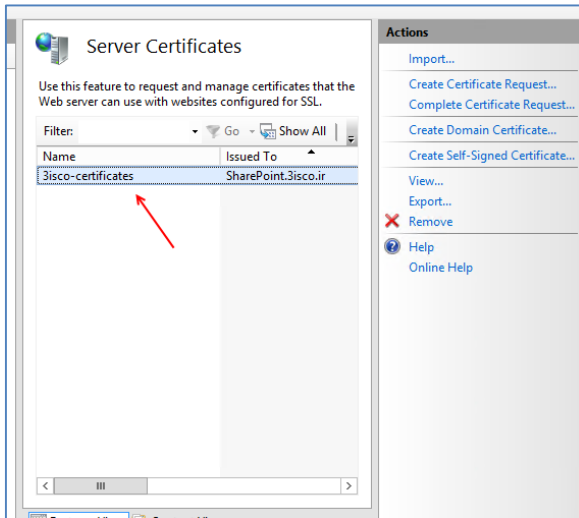 Server Certificates
Use this feature to request and manage certificates that the
Web server can use with websites configured for SSL.
Filter: Go Show All
Name Issued To
3isco-certificates SharePoint.3isco.ir
Actions
Import...
Create Certificate Request...
Complete Certificate Request...
Create Domain Certificate...
Create Self-Signed Certificate...
View...
Export...
Remove
Help
Online Help